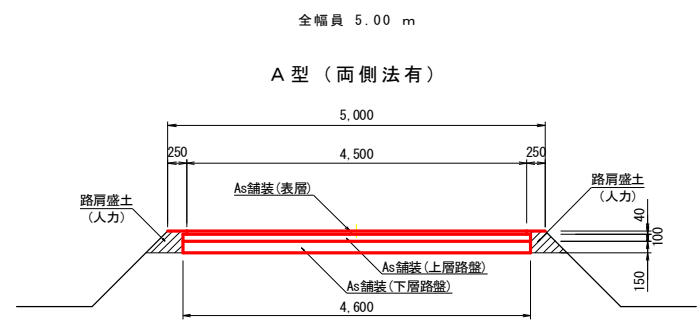 全幅員 5.00 m
A型（両側法有）
5,000
250
4,500
250
路肩盛土
(人力)
As舗装(表層)
路肩盛土
(人力)
40
100
150
As舗装(上層路盤)
As舗装(下層路盤)
4,600